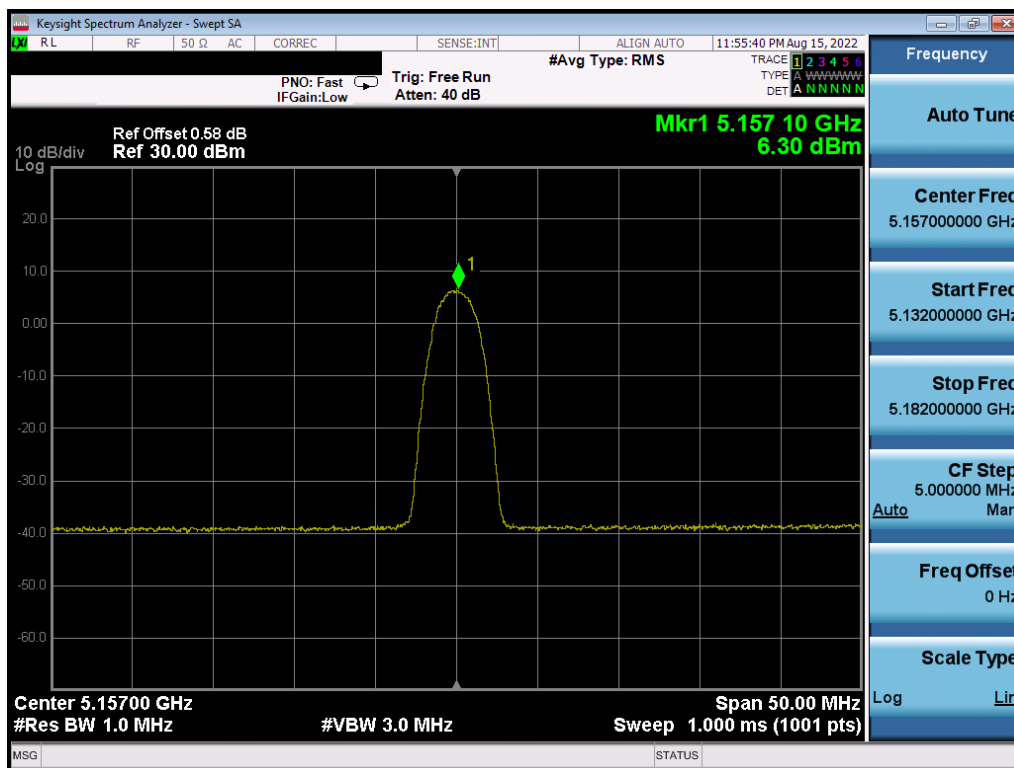 Keysight Spectrum Analyzer - Swept SA
LXI RL RF 50 Ω AC CORREC SENSE:INT ALIGN AUTO 11:55:40 PM Aug 15, 2022
#Avg Type: RMS
TRACE 1 2 3 4 5 6
PNO: Fast Trig: Free Run TYPE A WWWWW
IFGain:Low Atten: 40 dB DET A N N N N N
Mkr1 5.157 10 GHz
6.30 dBm
Ref Offset 0.58 dB
10 dB/div Ref 30.00 dBm
Log
1
20.0
10.0
0.00
-10.0
-20.0
-30.0
-40.0
-50.0
-60.0
Center 5.15700 GHz Span 50.00 MHz
#Res BW 1.0 MHz #VBW 3.0 MHz Sweep 1.000 ms (1001 pts)
MSG STATUS
Frequency
Auto Tune
Center Freq
5.157000000 GHz
Start Freq
5.132000000 GHz
Stop Freq
5.182000000 GHz
CF Step
5.000000 MHz
Auto Man
Freq Offset
0 Hz
Scale Type
Log Lin